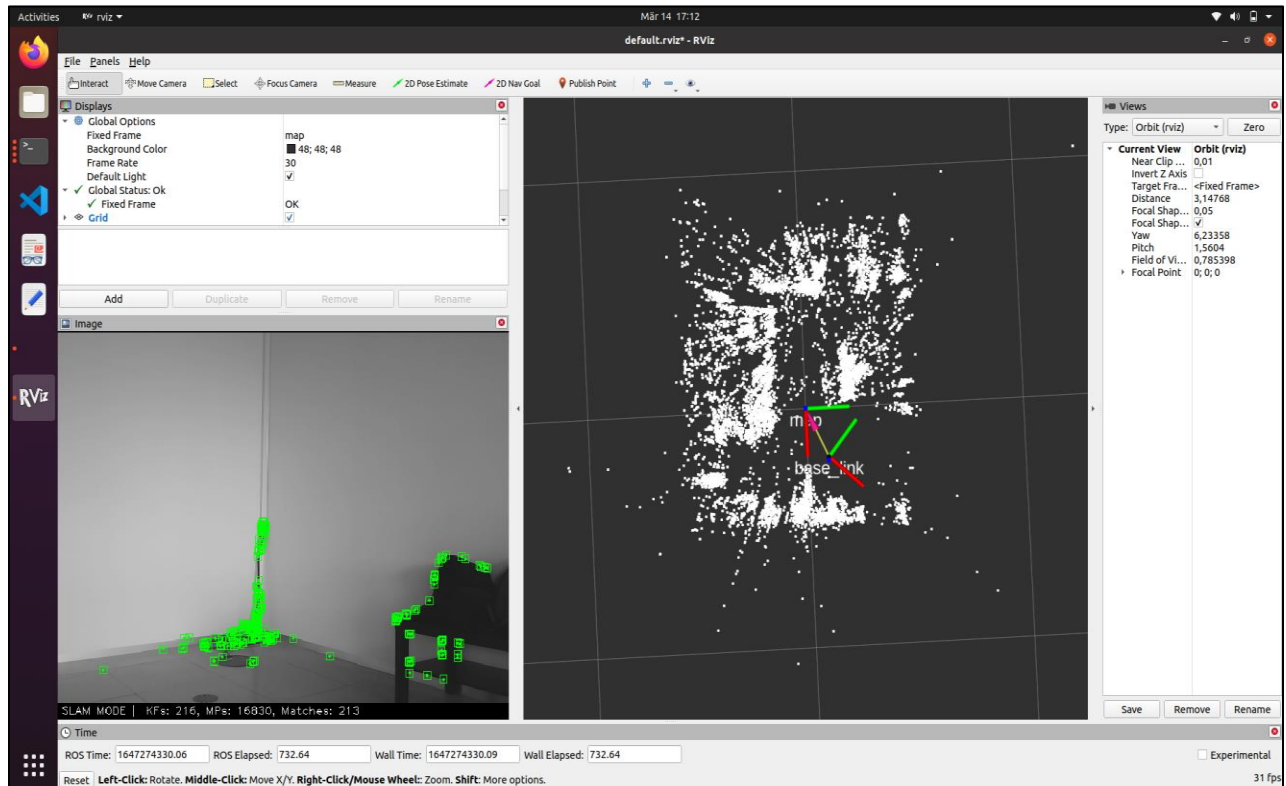 Activities rviz Mär 14 17:12
default.rviz* - RViz
File Panels Help
Interact Move Camera Select Focus Camera Measure 2D Pose Estimate 2D Nav Goal Publish Point
Displays
Global Options
Fixed Frame map
Background Color 48; 48; 48
Frame Rate 30
Default Light
Global Status: Ok
Fixed Frame OK
Grid
Add Duplicate Remove Rename
Image
SLAM MODE | KFs: 216, MPs: 16830, Matches: 213
RViz
map
base_link
Views
Type: Orbit (rviz) Zero
Current View Orbit (rviz)
Near Clip ... 0,01
Invert Z Axis
Target Fra... <Fixed Frame>
Distance 3,14768
Focal Shap... 0,05
Focal Shap...
Yaw 6,23358
Pitch 1,5604
Field of Vi... 0,785398
Focal Point 0; 0; 0
Save Remove Rename
Time
ROS Time: 1647274330.06 ROS Elapsed: 732.64 Wall Time: 1647274330.09 Wall Elapsed: 732.64 Experimental
Reset Left-Click: Rotate. Middle-Click: Move X/Y. Right-Click/Mouse Wheel:: Zoom. Shift: More options. 31 fps